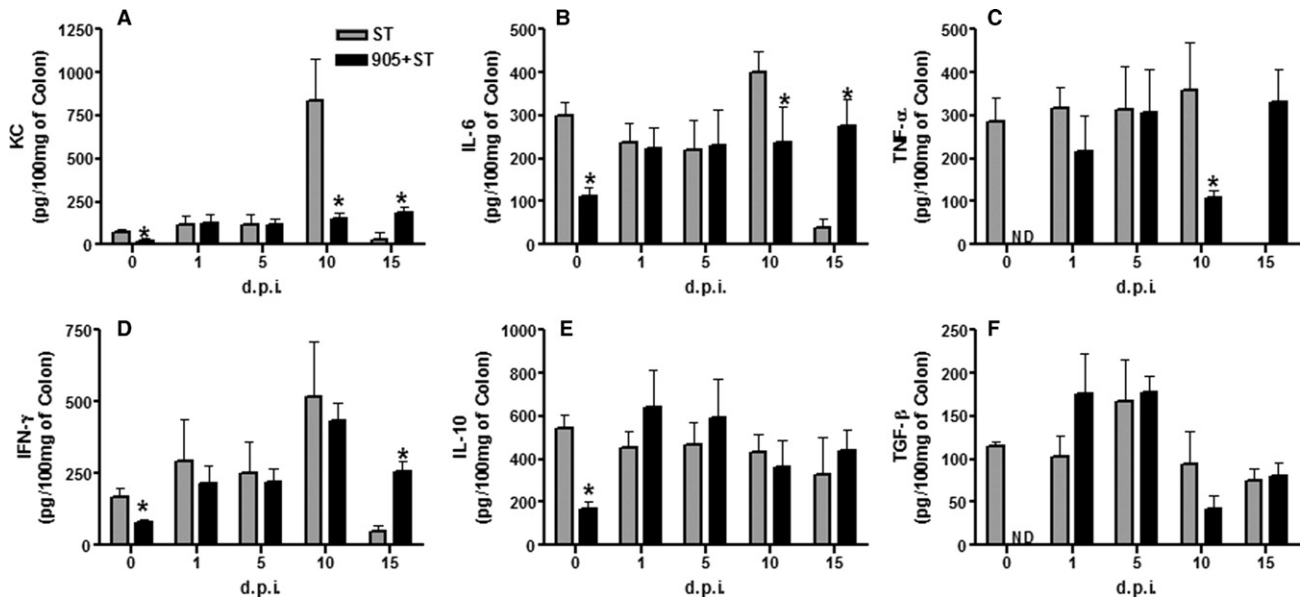 A
ST
905+ST
KC
(pg/100mg of Colon)
1250
1000
750
500
250
0
*
*
*
0 1 5 10 15
d.p.i.
B
IL-6
(pg/100mg of Colon)
500
400
300
200
100
0
*
*
*
0 1 5 10 15
d.p.i.
C
TNF-α
(pg/100mg of Colon)
500
400
300
200
100
0
ND
*
0 1 5 10 15
d.p.i.
D
IFN-γ
(pg/100mg of Colon)
750
500
250
0
*
*
0 1 5 10 15
d.p.i.
E
IL-10
(pg/100mg of Colon)
1000
800
600
400
200
0
*
0 1 5 10 15
d.p.i.
F
TGF-β
(pg/100mg of Colon)
250
200
150
100
50
0
ND
0 1 5 10 15
d.p.i.